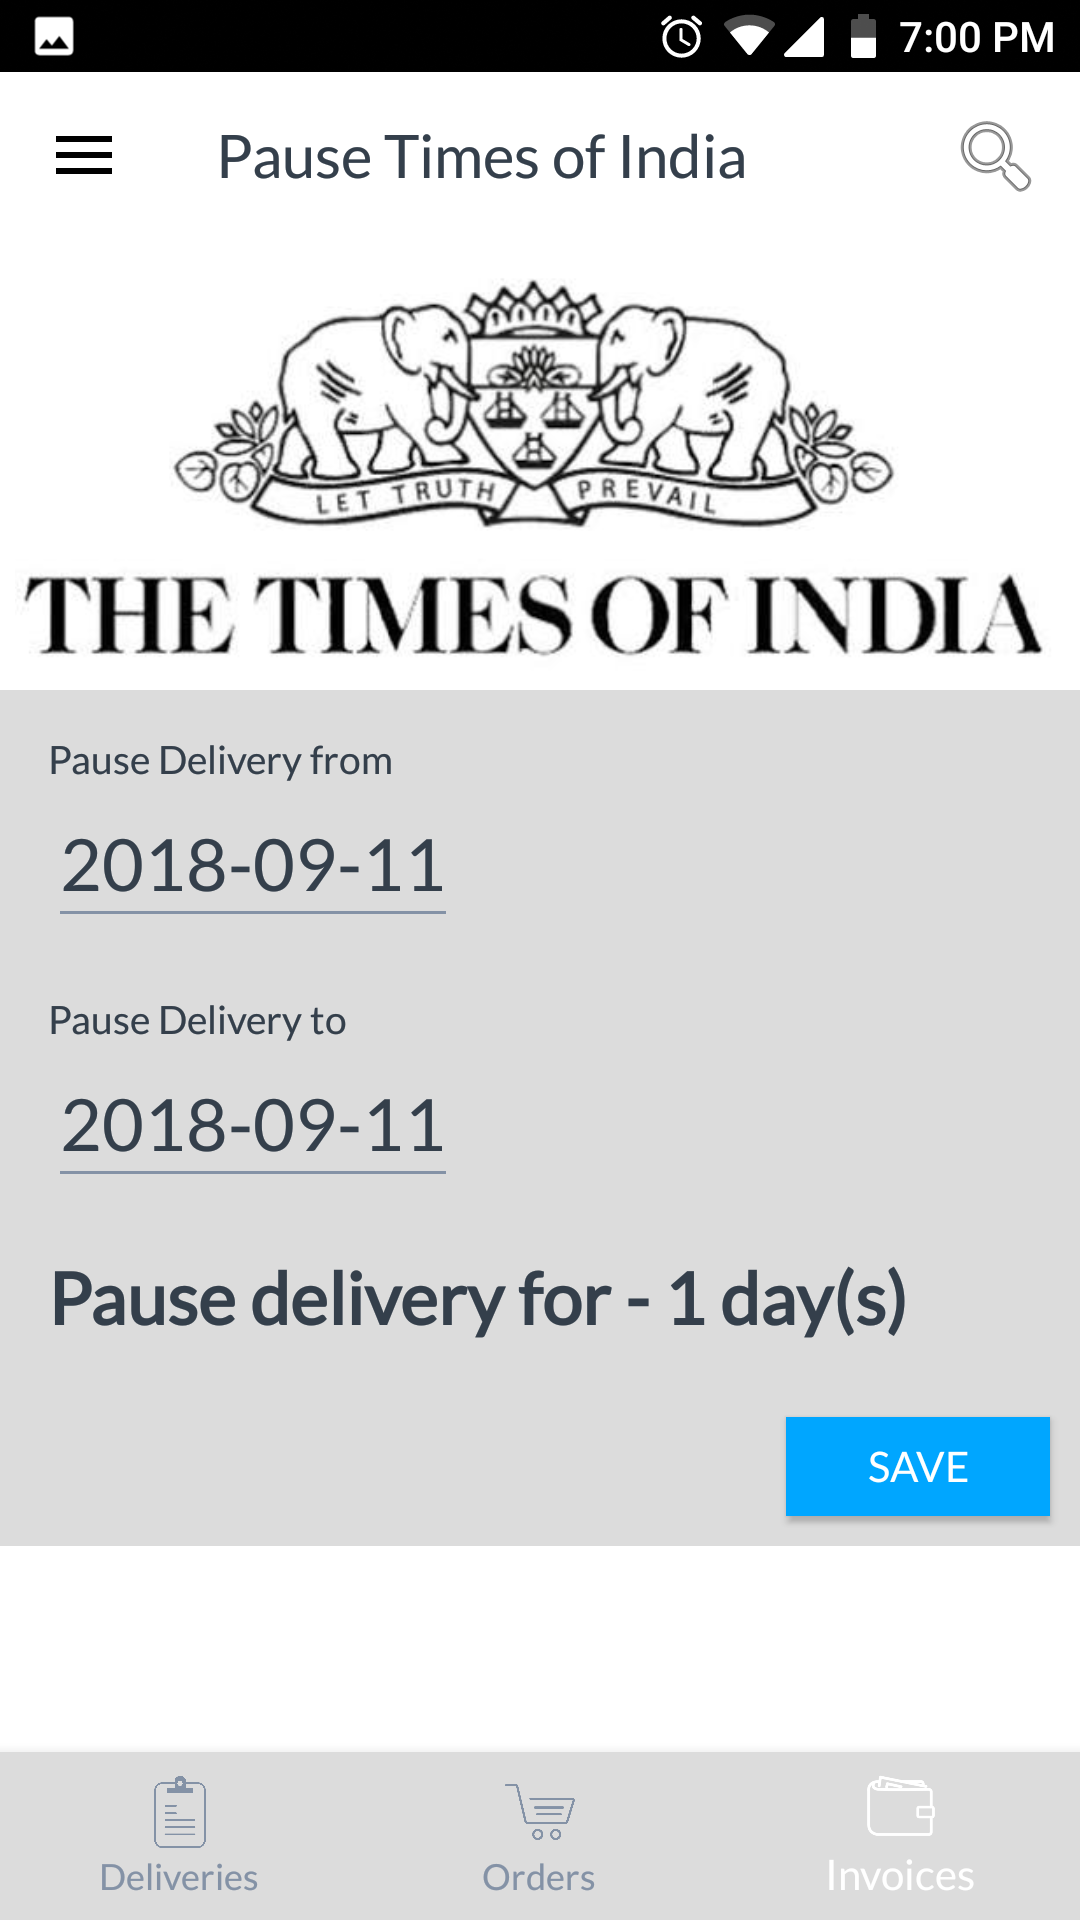 7:00 PM
Pause Times of India
LET TRUTH PREVAIL
THE TIMES OF INDIA
Pause Delivery from
2018-09-11
Pause Delivery to
2018-09-11
Pause delivery for - 1 day(s)
SAVE
Deliveries
Orders
Invoices